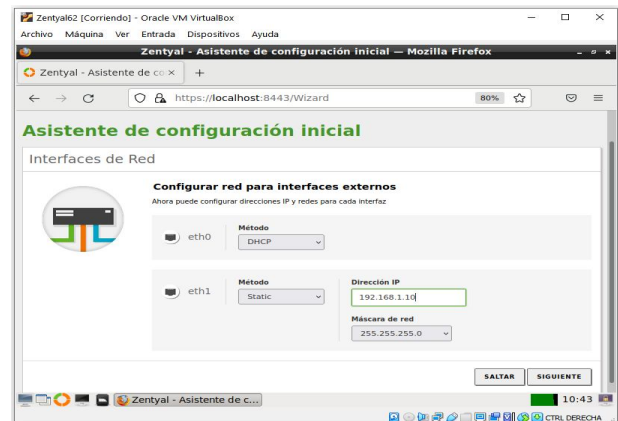 Zentyal62 [Corriendo] - Oracle VM VirtualBox
Archivo Máquina Ver Entrada Dispositivos Ayuda
Zentyal - Asistente de configuración inicial — Mozilla Firefox
Zentyal - Asistente de co
https://localhost:8443/Wizard 80%
Asistente de configuración inicial
Interfaces de Red
Configurar red para interfaces externos
Ahora puede configurar direcciones IP y redes para cada interfaz
Método
eth0 DHCP
Método Dirección IP
eth1 Static 192.168.1.10
Máscara de red
255.255.255.0
SALTAR SIGUIENTE
Zentyal - Asistente de c... 10:43
CTRL DERECHA